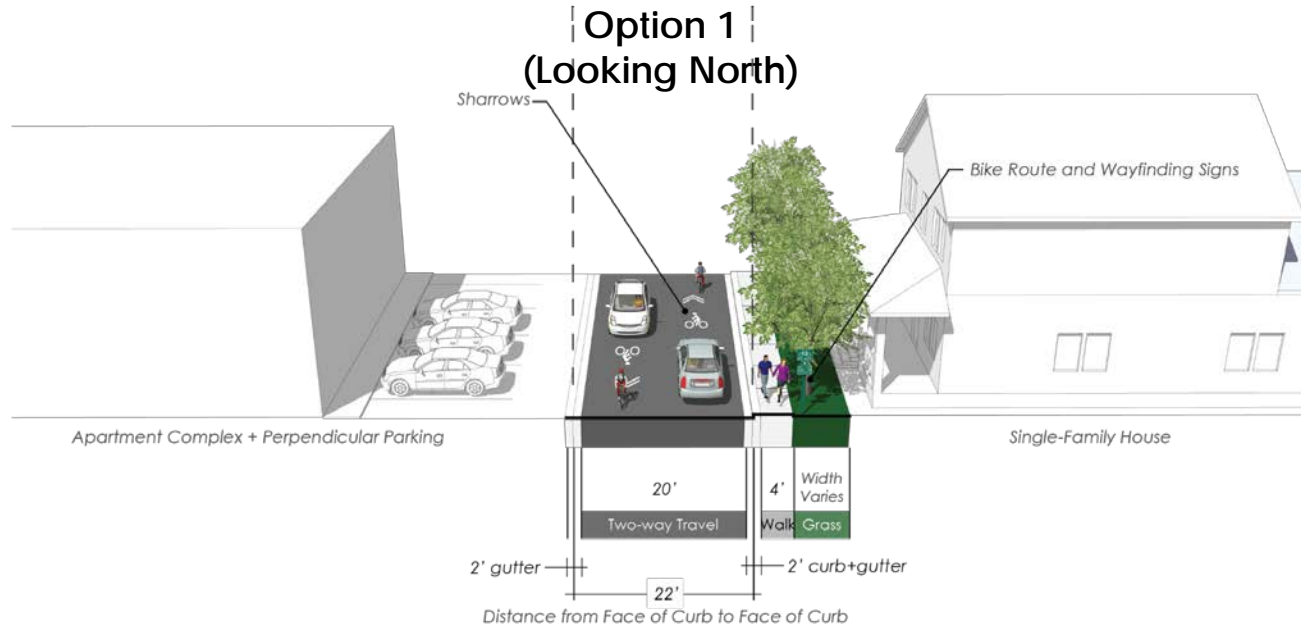 Option 1
(Looking North)
Sharrows
Bike Route and Wayfinding Signs
Apartment Complex + Perpendicular Parking
Single-Family House
20'
4'
Width
Varies
Two-way Travel
Walk
Grass
2' gutter
2' curb+gutter
22'
Distance from Face of Curb to Face of Curb